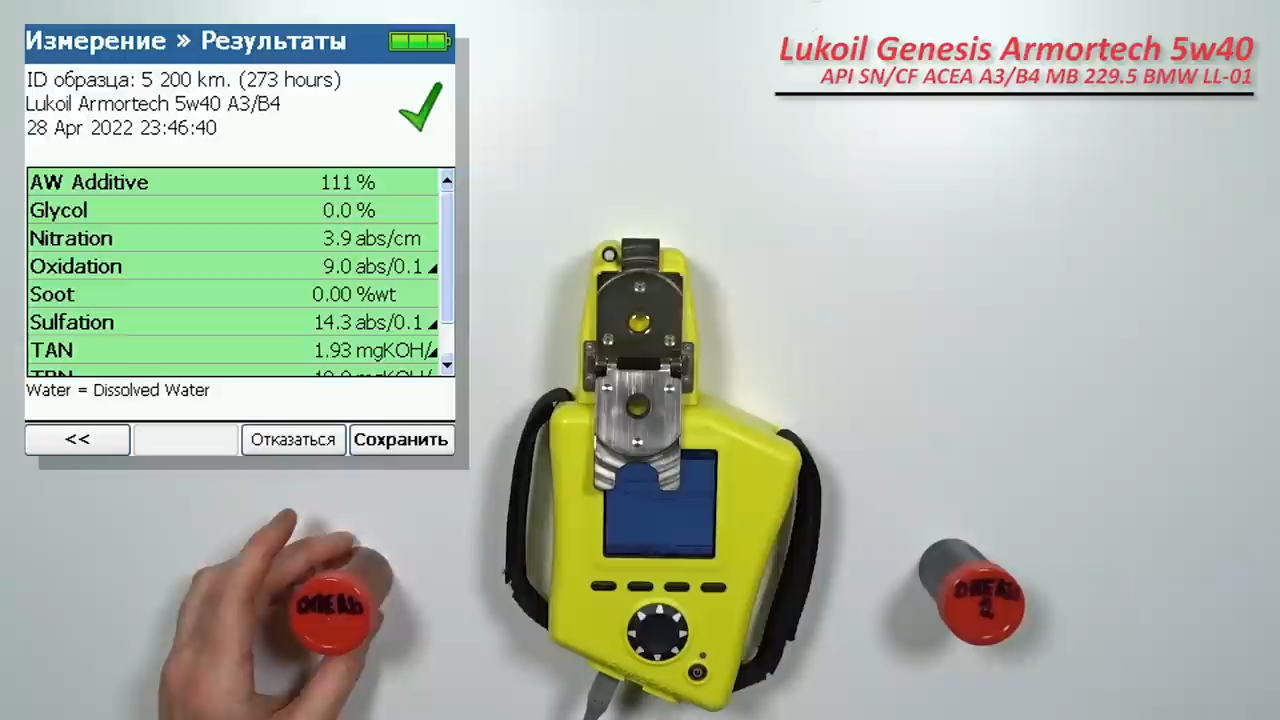 Измерение » Результаты
ID образца: 5 200 km. (273 hours)
Lukoil Armortech 5w40 A3/B4
28 Apr 2022 23:46:40
AW Additive 111 %
Glycol 0.0 %
Nitration 3.9 abs/cm
Oxidation 9.0 abs/0.1
Soot 0.00 %wt
Sulfation 14.3 abs/0.1
TAN 1.93 mgKOH/
Water = Dissolved Water
<<
Отказаться
Сохранить
Lukoil Genesis Armortech 5w40
API SN/CF ACEA A3/B4 MB 229.5 BMW LL-01
ОПЕЛЬ
ОПЕЛЬ
2